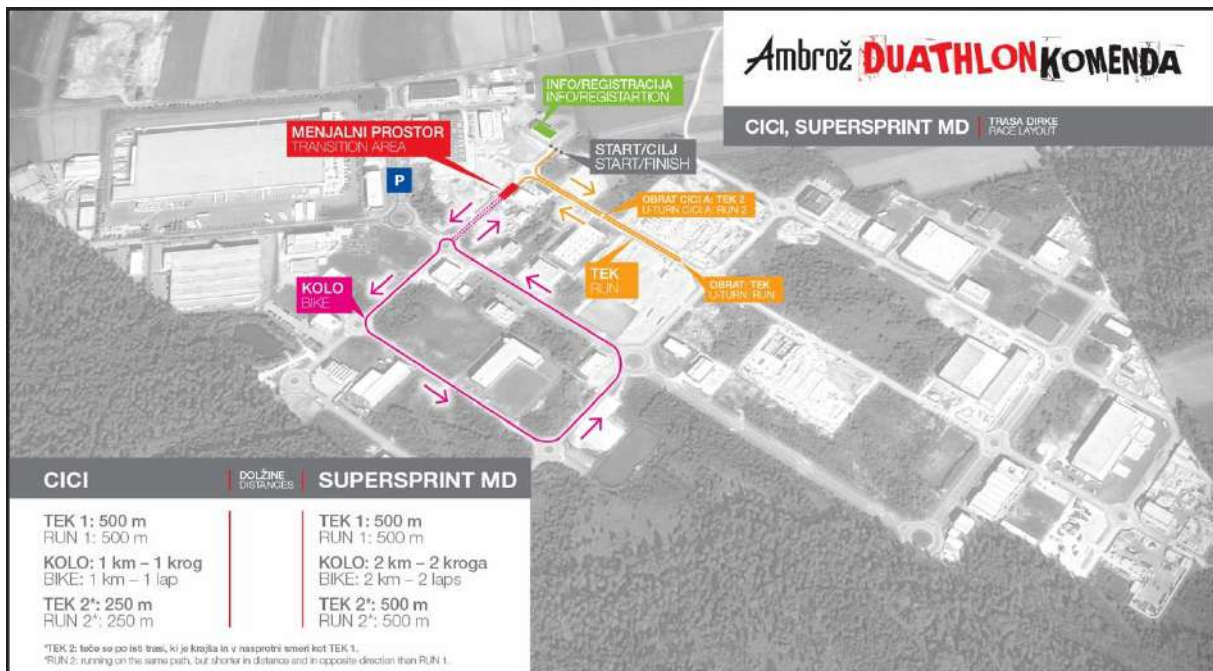 Ambrož DUATHLON KOMENDA
CICI, SUPERSPRINT MD
TRASA DIRKE
RACE LAYOUT
INFO/REGISTRACIJA
INFO/REGISTARTION
MENJALNI PROSTOR
TRANSITION AREA
START/CILJ
START/FINISH
P
OBRAT CICI A: TEK 2
U-TURN CICI A: RUN 2
TEK
RUN
OBRAT: TEK
U-TURN: RUN
KOLO
BIKE
CICI
DOLŽINE
DISTANCES
SUPERSPRINT MD
TEK 1: 500 m
RUN 1: 500 m
KOLO: 1 km – 1 krog
BIKE: 1 km – 1 lap
TEK 2*: 250 m
RUN 2*: 250 m
TEK 1: 500 m
RUN 1: 500 m
KOLO: 2 km – 2 kroga
BIKE: 2 km – 2 laps
TEK 2*: 500 m
RUN 2*: 500 m
*TEK 2: teče se po isti trasi, ki je krajša in v nasprotni smeri kot TEK 1.
*RUN 2: running on the same path, but shorter in distance and in opposite direction than RUN 1.